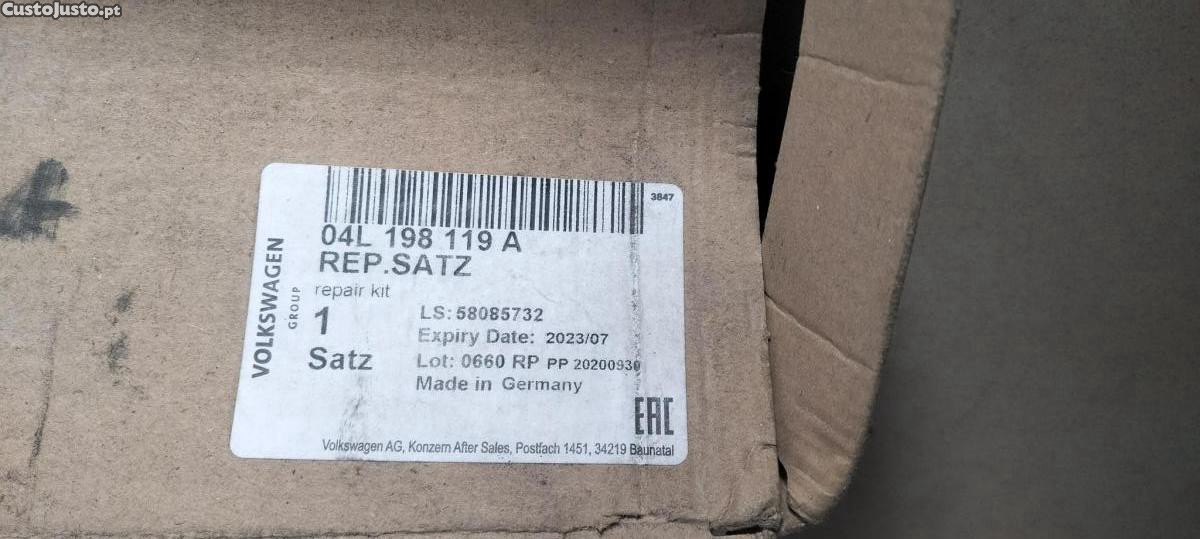 CustoJusto.pt
3847
04L 198 119 A
REP.SATZ
repair kit
VOLKSWAGEN
GROUP
1
Satz
LS: 58085732
Expiry Date: 2023/07
Lot: 0660 RP PP 20200930
Made in Germany
EAC
Volkswagen AG, Konzern After Sales, Postfach 1451, 34219 Baunatal